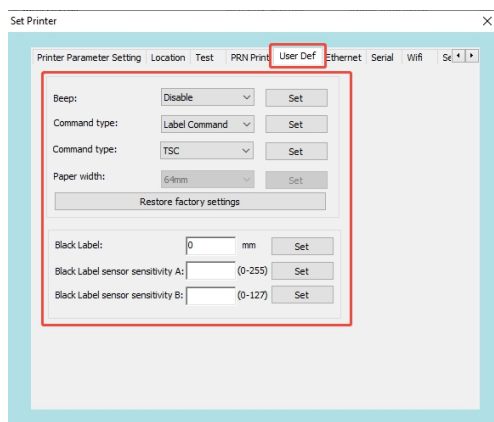 Set Printer
Printer Parameter Setting Location Test PRN Print User Def Ethernet Serial Wifi Se
Beep: Disable Set
Command type: Label Command Set
Command type: TSC Set
Paper width: 64mm Set
Restore factory settings
Black Label: 0 mm Set
Black Label sensor sensitivity A: (0-255) Set
Black Label sensor sensitivity B: (0-127) Set